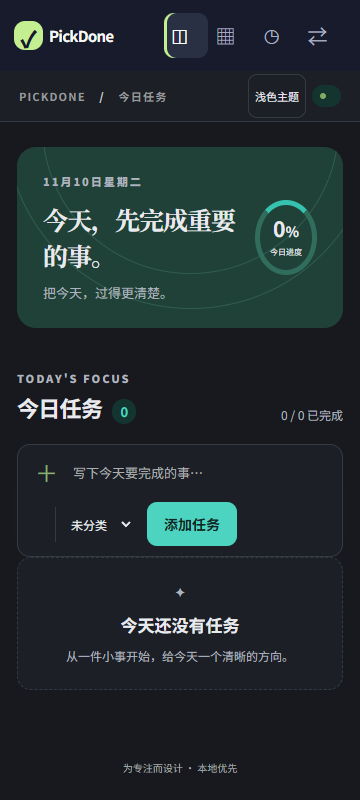 PickDone
PICKDONE / 今日任务
浅色主题
11月10日星期二
今天，先完成重要
的事。
把今天，过得更清楚。
0%
今日进度
TODAY'S FOCUS
今日任务 0
0 / 0 已完成
写下今天要完成的事…
未分类
添加任务
今天还没有任务
从一件小事开始，给今天一个清晰的方向。
为专注而设计 · 本地优先